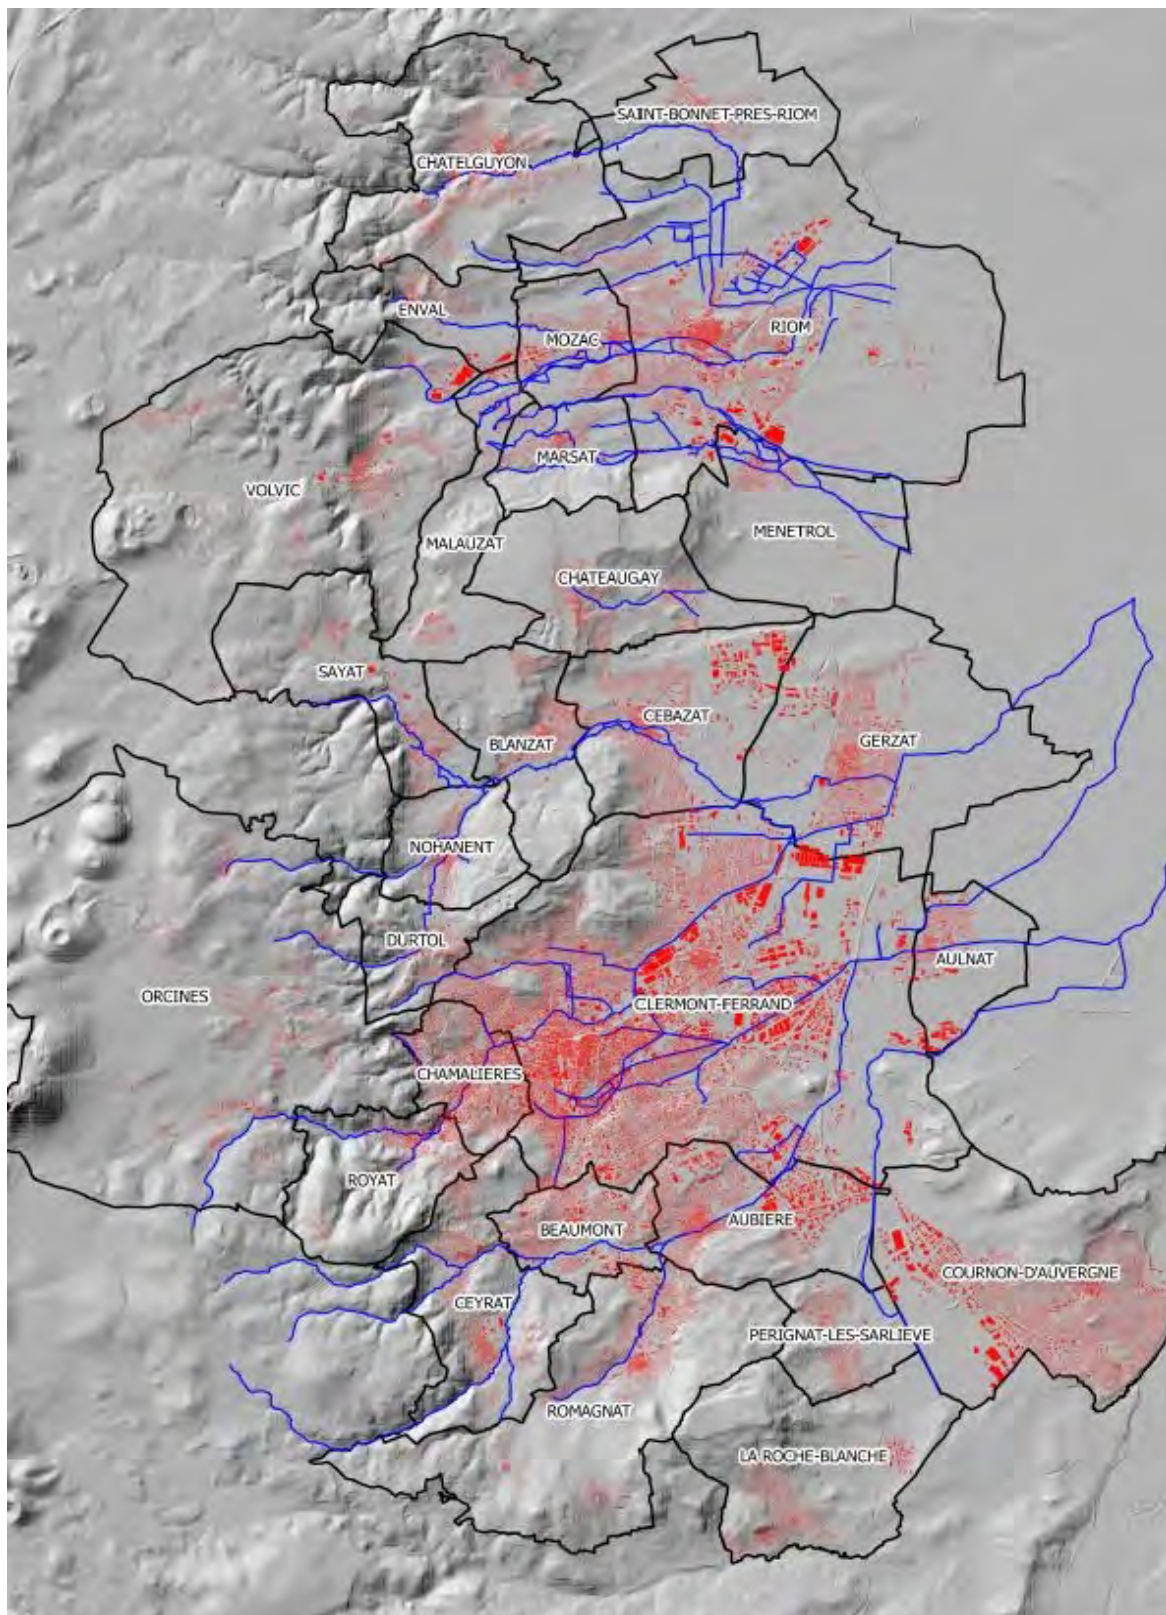 SAINT-BONNET-PRES-RIOM
CHATELGUYON
ENVAL
MOZAC
RIOM
MARSAT
VOLVIC
MALAUZAT
MENETROL
CHATEAUGAY
SAYAT
CEBAZAT
BLANZAT
GERZAT
NOHANENT
DURTOL
AULNAT
ORCINES
CLERMONT-FERRAND
CHAMALIERES
ROYAT
BEAUMONT
AUBIERE
COURNON-D'AUVERGNE
CEYRAT
PERIGNAT-LES-SARLIEVE
ROMAGNAT
LA ROCHE-BLANCHE